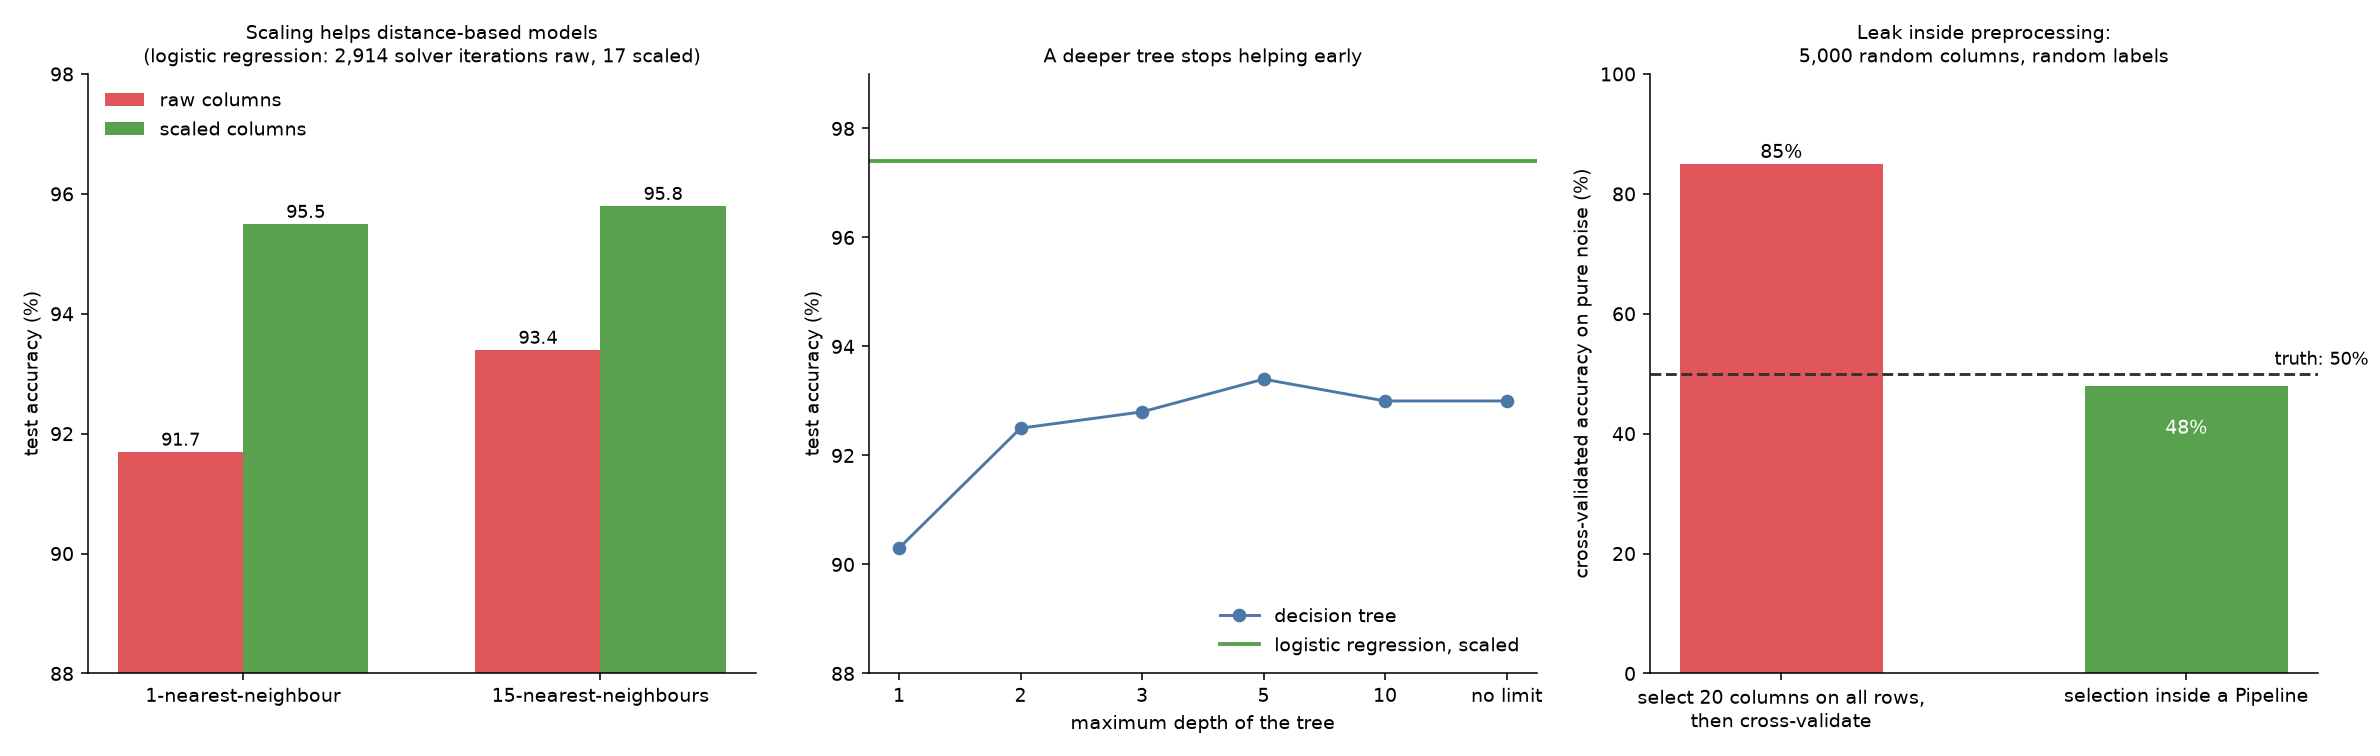 Scaling helps distance-based models
(logistic regression: 2,914 solver iterations raw, 17 scaled)
98
96
94
92
90
88
test accuracy (%)
raw columns
scaled columns
91.7
95.5
93.4
95.8
1-nearest-neighbour
15-nearest-neighbours
A deeper tree stops helping early
98
96
94
92
90
88
test accuracy (%)
decision tree
logistic regression, scaled
1
2
3
5
10
no limit
maximum depth of the tree
Leak inside preprocessing:
5,000 random columns, random labels
100
80
60
40
20
0
cross-validated accuracy on pure noise (%)
85%
truth: 50%
48%
select 20 columns on all rows,
then cross-validate
selection inside a Pipeline